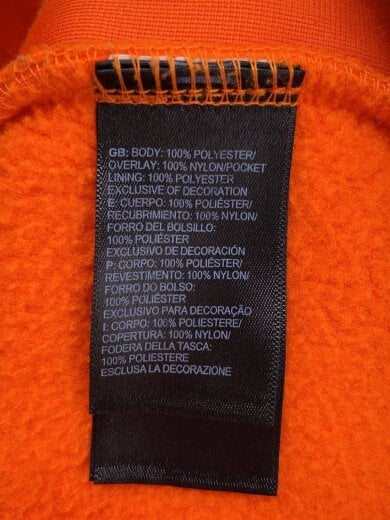 GB: BODY: 100% POLYESTER/
OVERLAY: 100% NYLON/POCKET
LINING: 100% POLYESTER
EXCLUSIVE OF DECORATION
E: CUERPO: 100% POLIÉSTER/
RECUBRIMIENTO: 100% NYLON/
FORRO DEL BOLSILLO:
100% POLIÉSTER
EXCLUSIVO DE DECORACIÓN
P: CORPO: 100% POLIÉSTER/
REVESTIMENTO: 100% NYLON/
FORRO DO BOLSO:
100% POLIÉSTER
EXCLUSIVO PARA DECORAÇÃO
I: CORPO: 100% POLIESTERE/
COPERTURA: 100% NYLON/
FODERA DELLA TASCA:
100% POLIESTERE
ESCLUSA LA DECORAZIONE